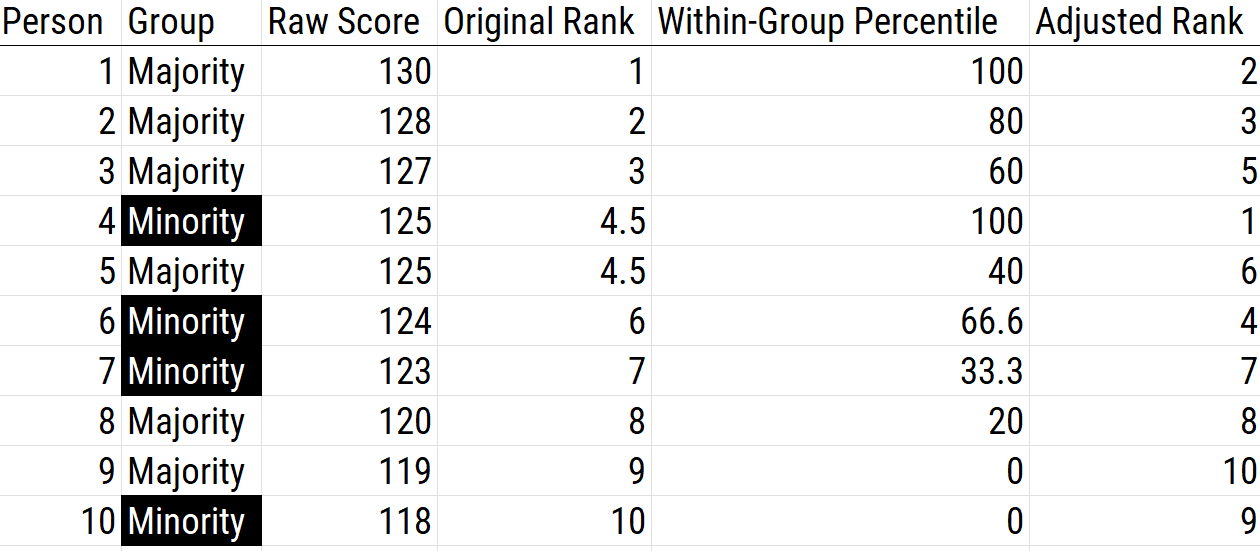 Person Group Raw Score Original Rank Within-Group Percentile Adjusted Rank
1 Majority 130 1 100 2
2 Majority 128 2 80 3
3 Majority 127 3 60 5
4 Minority 125 4.5 100 1
5 Majority 125 4.5 40 6
6 Minority 124 6 66.6 4
7 Minority 123 7 33.3 7
8 Majority 120 8 20 8
9 Majority 119 9 0 10
10 Minority 118 10 0 9